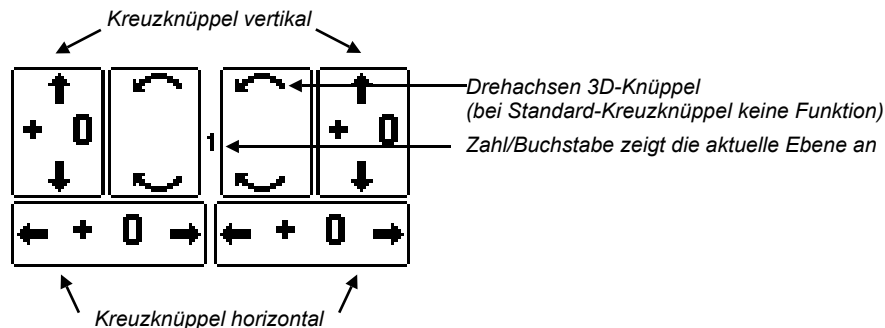 Kreuzknüppel vertikal
Drehachsen 3D-Knüppel
(bei Standard-Kreuzknüppel keine Funktion)
+ 0 + 0
1
Zahl/Buchstabe zeigt die aktuelle Ebene an
+ 0 + 0
Kreuzknüppel horizontal